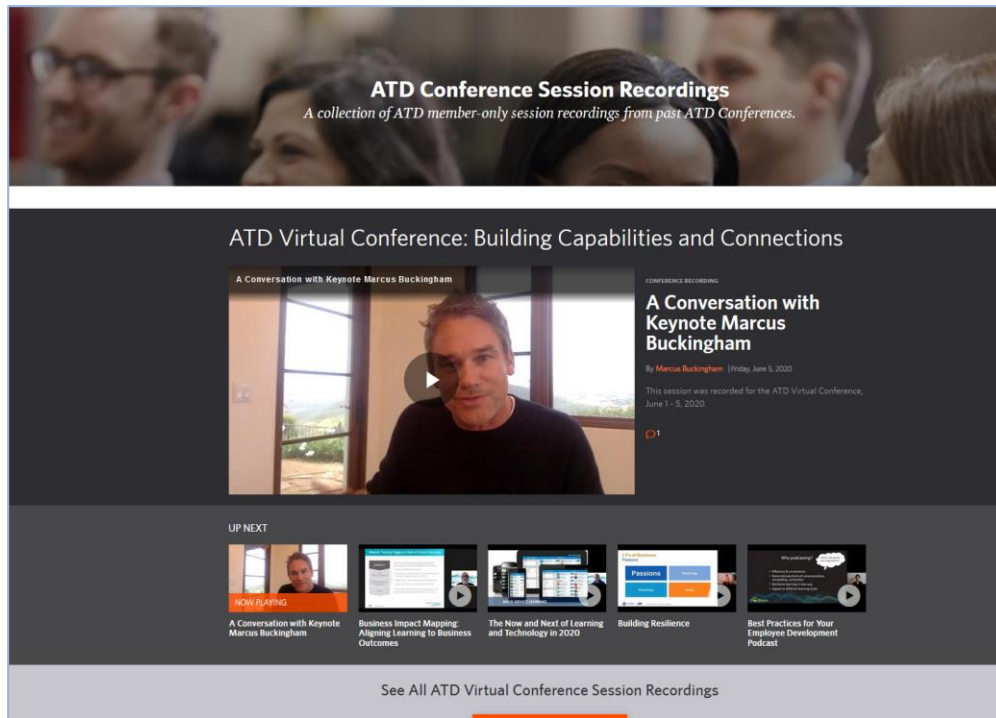 ATD Conference Session Recordings
A collection of ATD member-only session recordings from past ATD Conferences.
ATD Virtual Conference: Building Capabilities and Connections
A Conversation with Keynote Marcus Buckingham
CONFERENCE RECORDING
A Conversation with
Keynote Marcus
Buckingham
By Marcus Buckingham | Friday, June 5, 2020
This session was recorded for the ATD Virtual Conference,
June 1 - 5, 2020.
1
UP NEXT
NOW PLAYING
A Conversation with Keynote
Marcus Buckingham
Business Impact Mapping:
Aligning Learning to Business
Outcomes
The Now and Next of Learning
and Technology in 2020
Passions
Building Resilience
Why podcasting?
Best Practices for Your
Employee Development
Podcast
See All ATD Virtual Conference Session Recordings